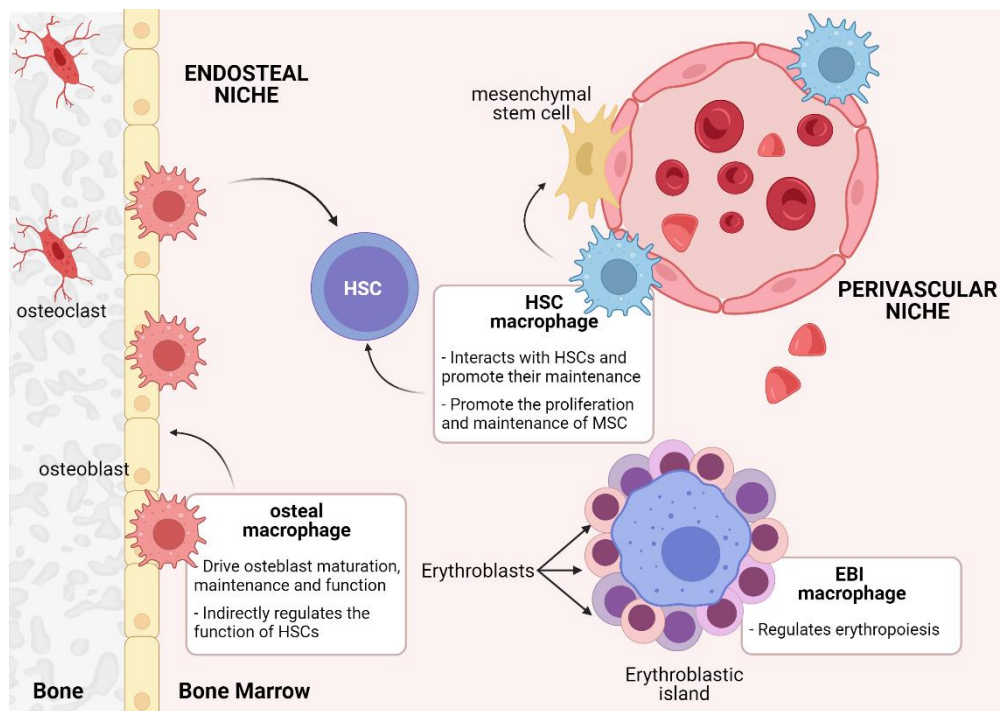 ENDOSTEAL
NICHE
mesenchymal
stem cell
HSC
osteoclast
PERIVASCULAR
NICHE
HSC
macrophage
- Interacts with HSCs and
promote their maintenance
- Promote the proliferation
and maintenance of MSC
osteoblast
osteal
macrophage
- Drive osteblast maturation,
maintenance and function
- Indirectly regulates the
function of HSCs
Erythroblasts
EBI
macrophage
- Regulates erythropoiesis
Erythroblastic
island
Bone
Bone Marrow